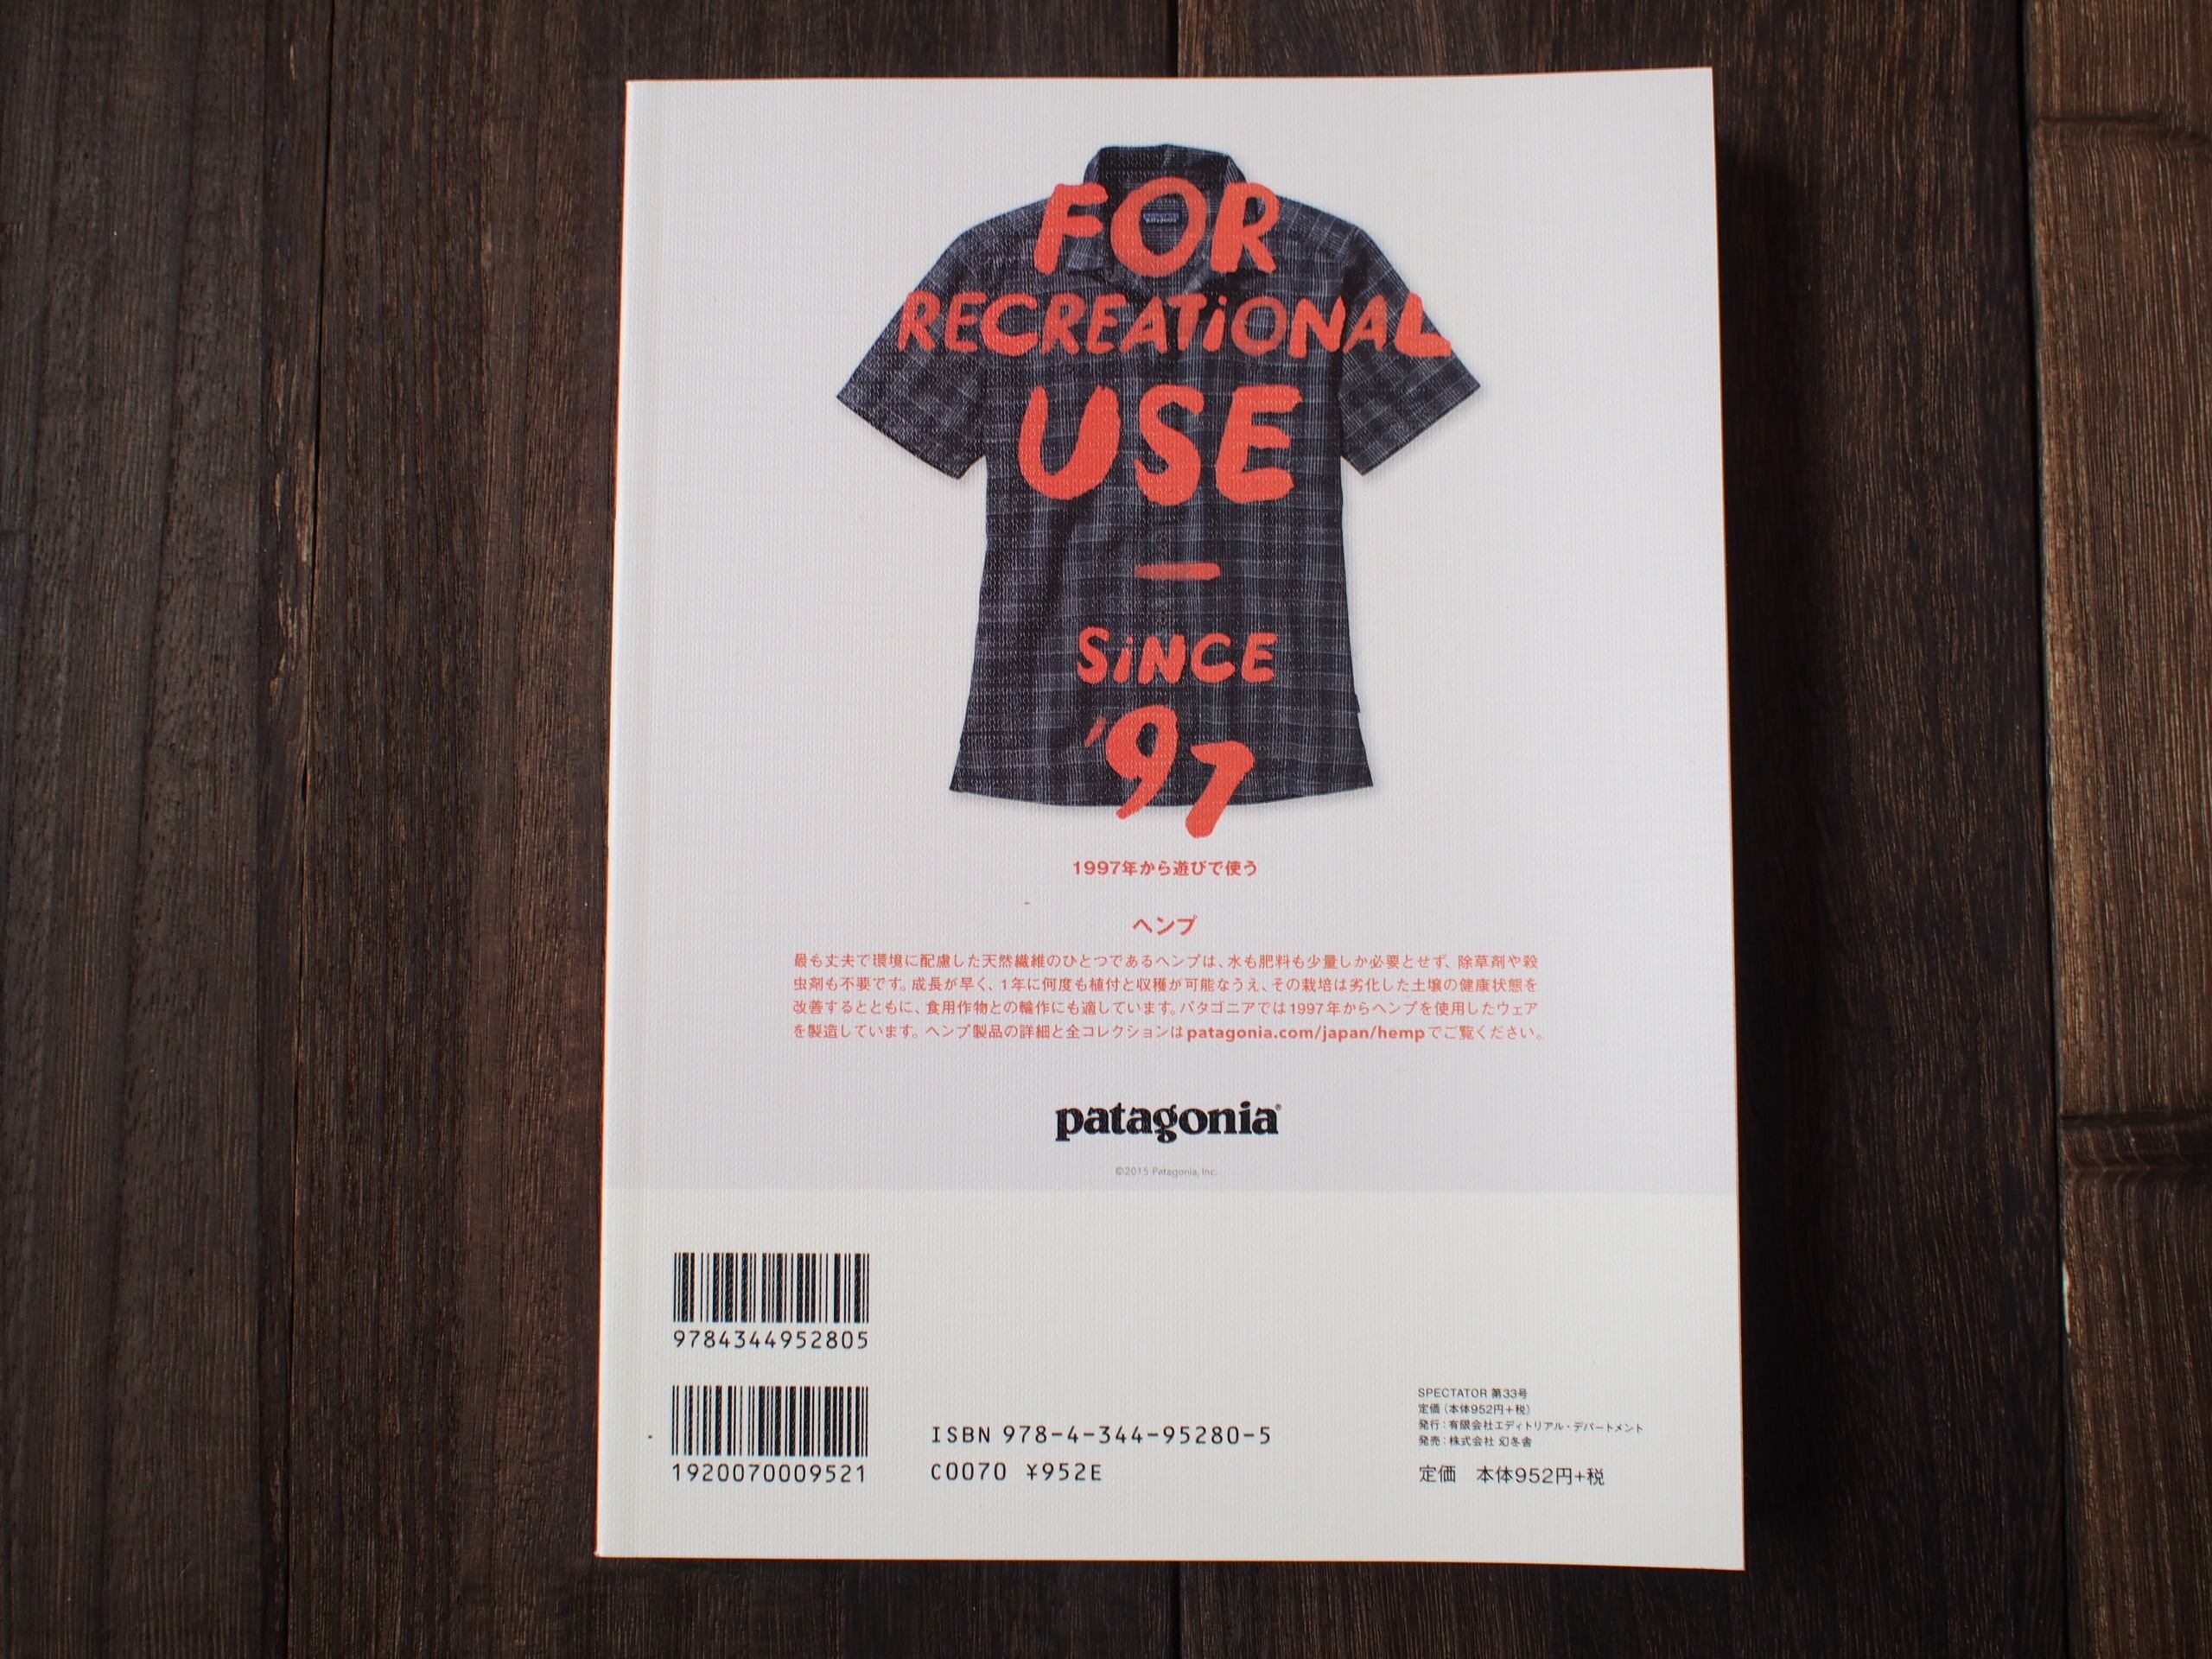 FOR
RECREATiONAL
USE
—
SiNCE
'97
1997年から遊びで使う
ヘンプ
最も丈夫で環境に配慮した天然繊維のひとつであるヘンプは、水も肥料も少量しか必要とせず、除草剤や殺
虫剤も不要です。成長が早く、1年に何度も植付と収穫が可能なうえ、その栽培は劣化した土壌の健康状態を
改善するとともに、食用作物との輪作にも適しています。パタゴニアでは1997年からヘンプを使用したウェア
を製造しています。ヘンプ製品の詳細と全コレクションはpatagonia.com/japan/hempでご覧ください。
patagonia®
©2015 Patagonia, Inc.
9784344952805
1920070009521
ISBN 978-4-344-95280-5
C0070 ¥952E
SPECTATOR 第33号
定価（本体952円+税）
発行：有限会社エディトリアル・デパートメント
発売：株式会社 幻冬舎
定価 本体952円+税